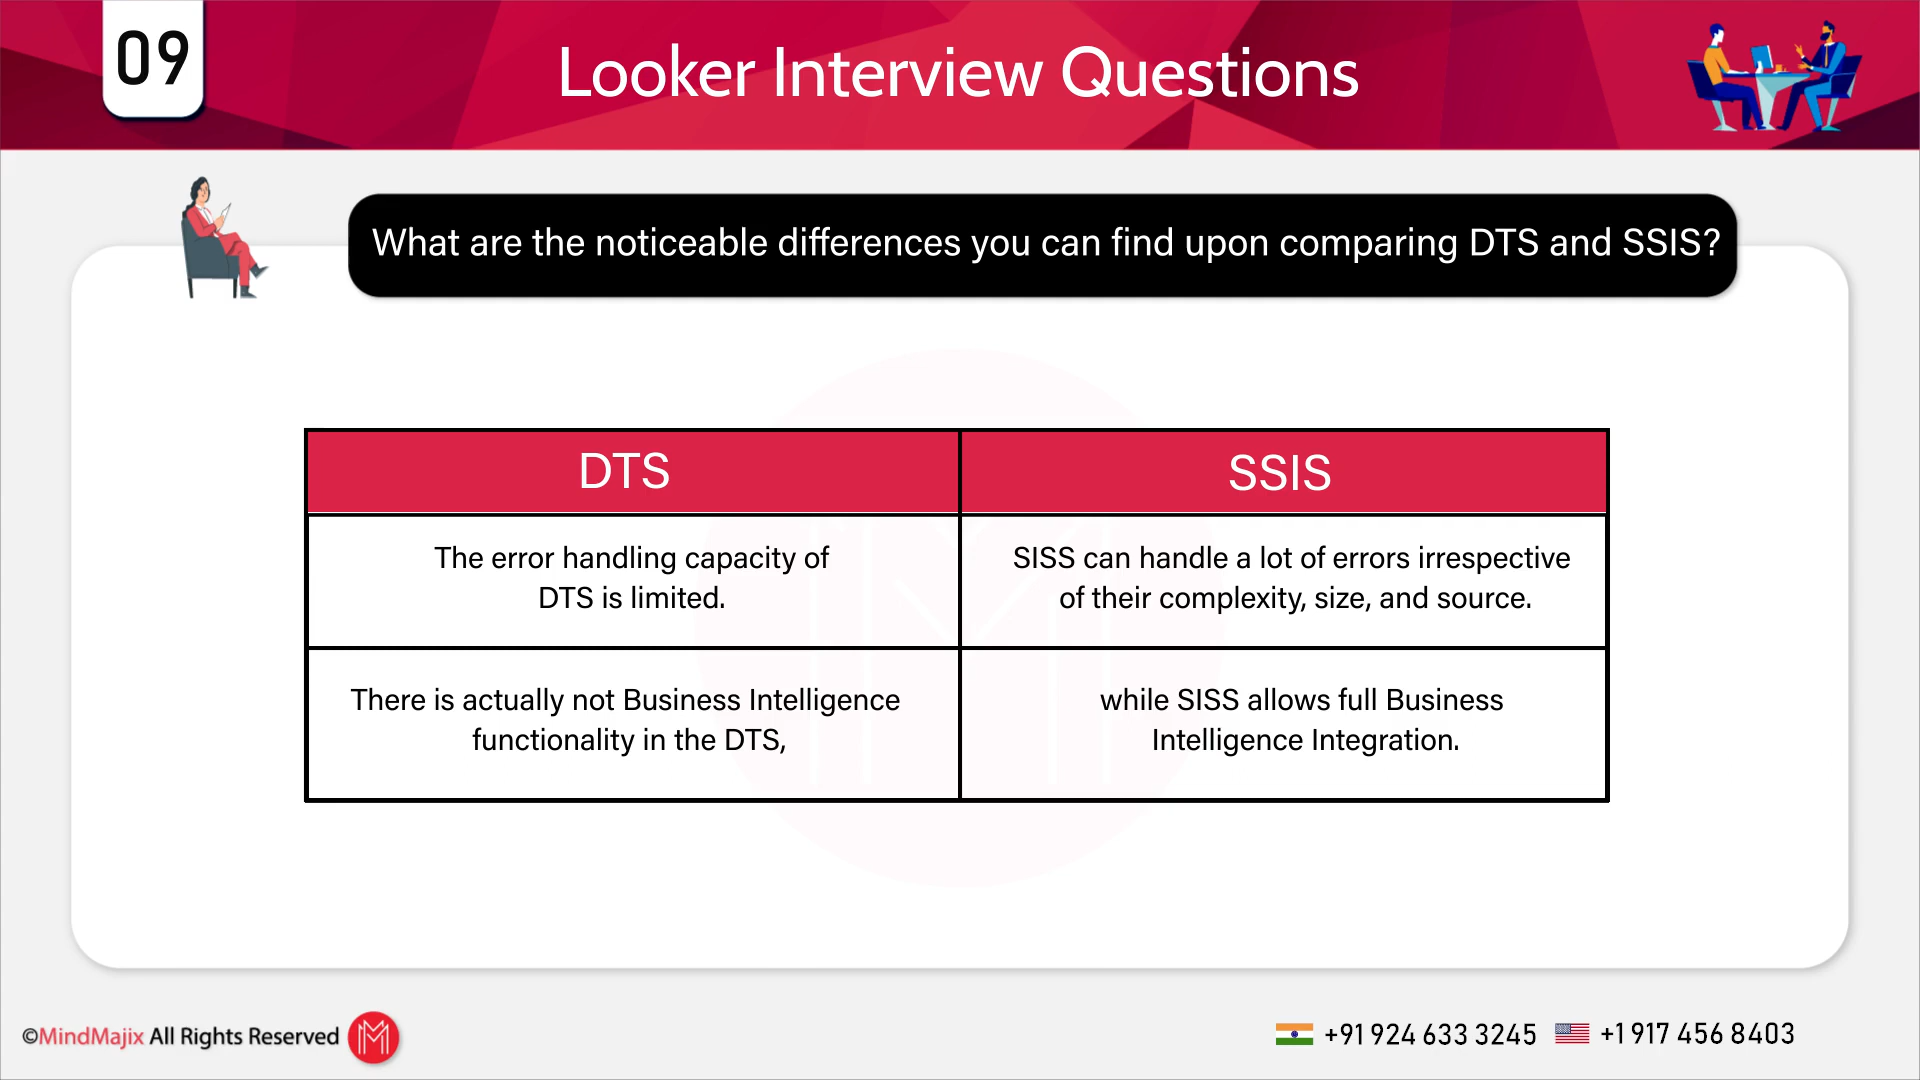 09
Looker Interview Questions
What are the noticeable differences you can find upon comparing DTS and SSIS?
DTS
SSIS
The error handling capacity of
DTS is limited.
SISS can handle a lot of errors irrespective
of their complexity, size, and source.
There is actually not Business Intelligence
functionality in the DTS,
while SISS allows full Business
Intelligence Integration.
©MindMajix All Rights Reserved
+91 924 633 3245
+1 917 456 8403